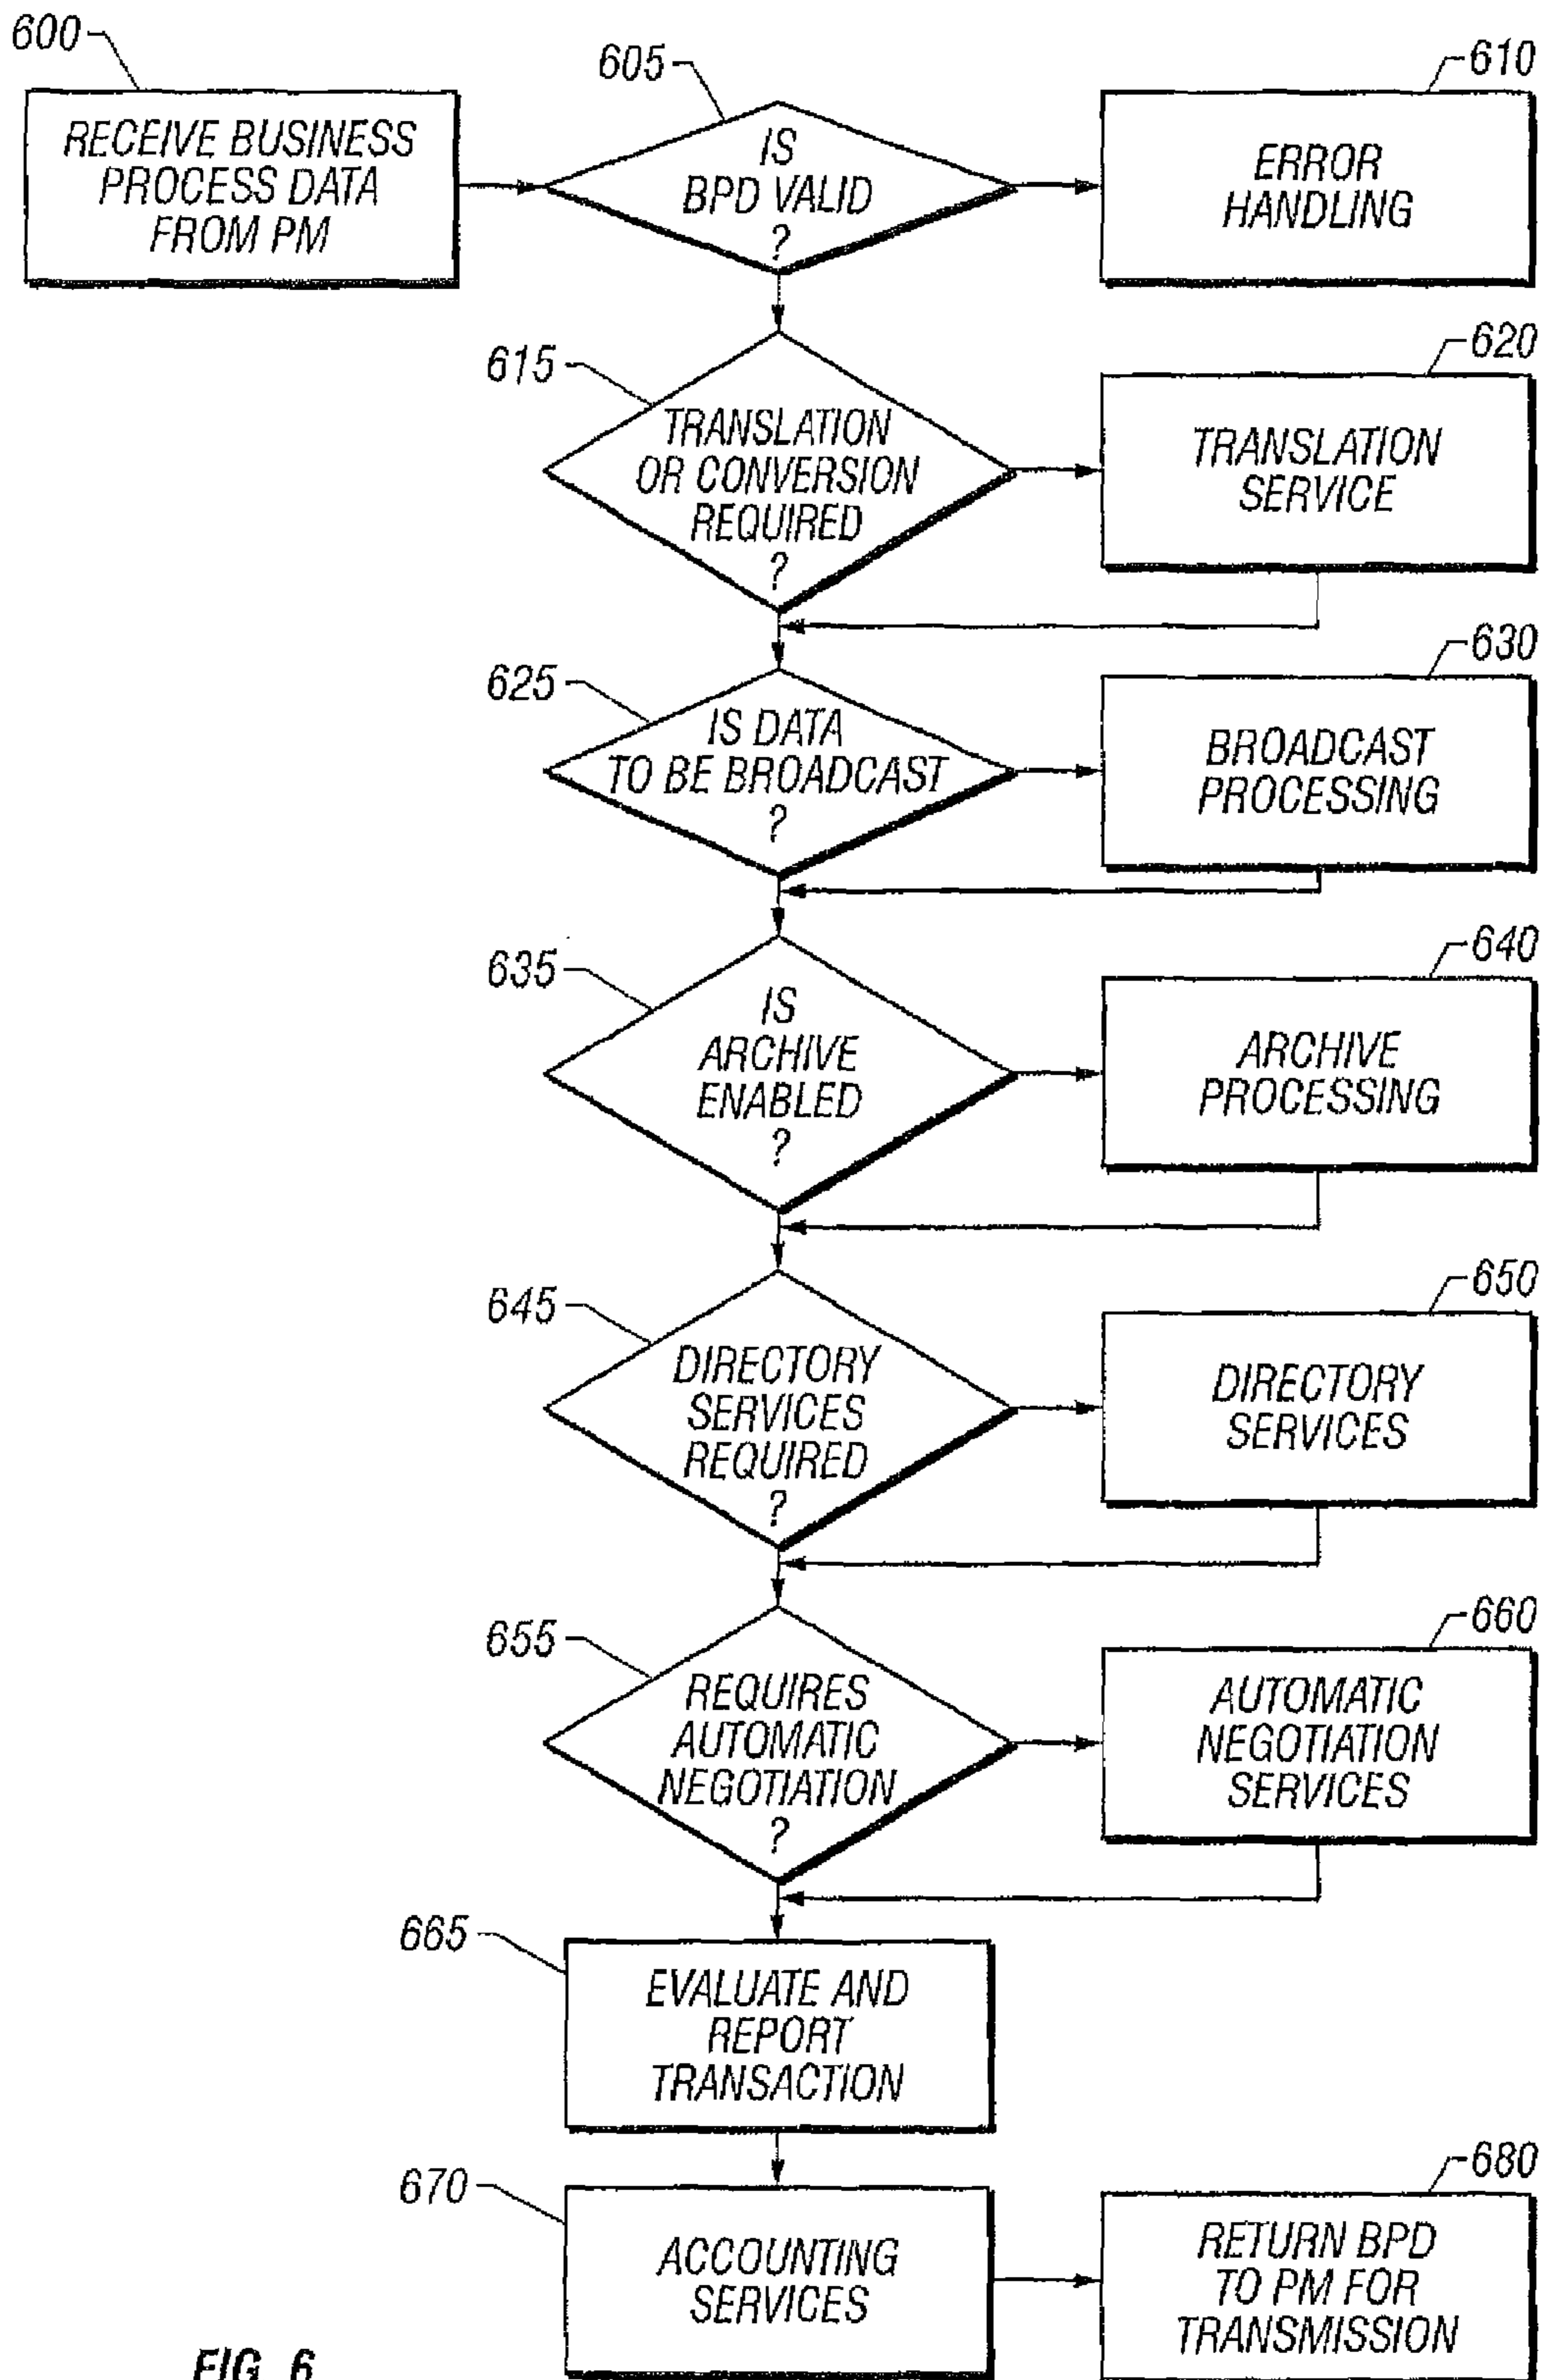 600
RECEIVE BUSINESS
PROCESS DATA
FROM PM
605
IS
BPD VALID
?
610
ERROR
HANDLING
615
TRANSLATION
OR CONVERSION
REQUIRED
?
620
TRANSLATION
SERVICE
625
IS DATA
TO BE BROADCAST
?
630
BROADCAST
PROCESSING
635
IS
ARCHIVE
ENABLED
?
640
ARCHIVE
PROCESSING
645
DIRECTORY
SERVICES
REQUIRED
?
650
DIRECTORY
SERVICES
655
REQUIRES
AUTOMATIC
NEGOTIATION
?
660
AUTOMATIC
NEGOTIATION
SERVICES
665
EVALUATE AND
REPORT
TRANSACTION
670
ACCOUNTING
SERVICES
680
RETURN BPD
TO PM FOR
TRANSMISSION
FIG. 6